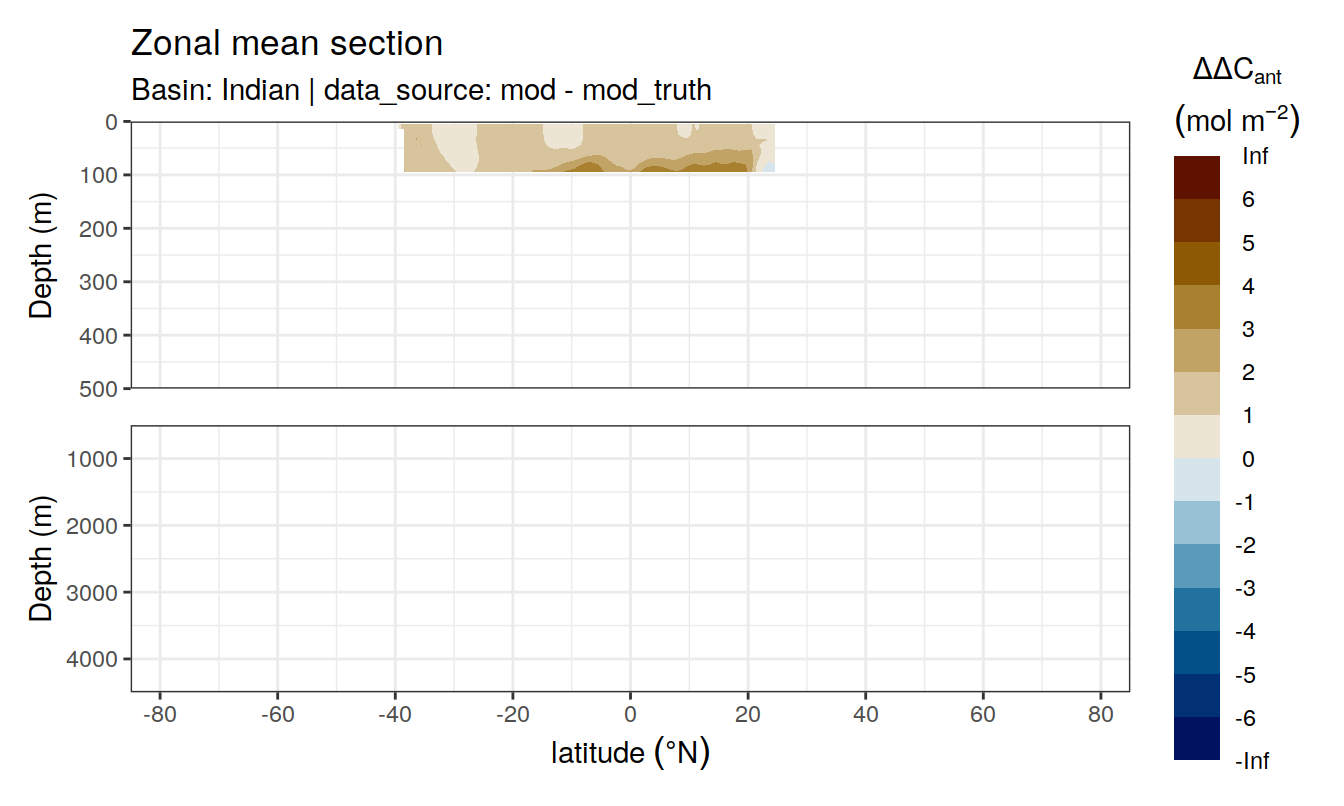 Zonal mean section
Basin: Indian | data_source: mod - mod_truth
Depth (m)
0
100
200
300
400
500
Depth (m)
1000
2000
3000
4000
-80 -60 -40 -20 0 20 40 60 80
latitude (°N)
ΔΔC_ant
(mol m⁻²)
Inf
6
5
4
3
2
1
0
-1
-2
-3
-4
-5
-6
-Inf